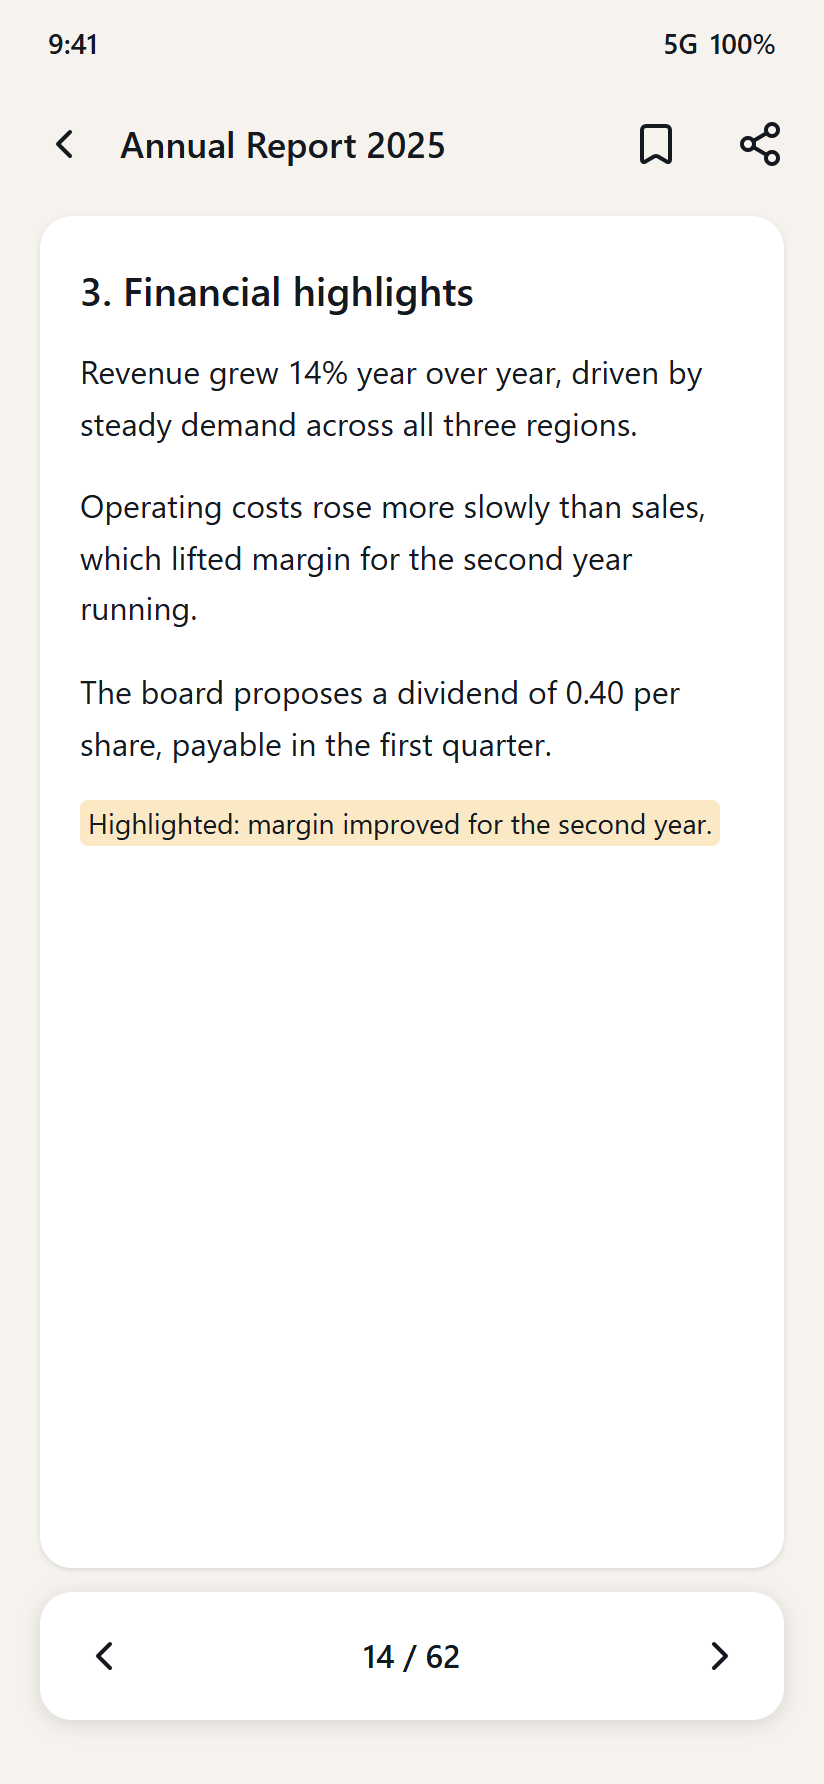 9:41
5G 100%
Annual Report 2025
3. Financial highlights
Revenue grew 14% year over year, driven by
steady demand across all three regions.
Operating costs rose more slowly than sales,
which lifted margin for the second year
running.
The board proposes a dividend of 0.40 per
share, payable in the first quarter.
Highlighted: margin improved for the second year.
14 / 62